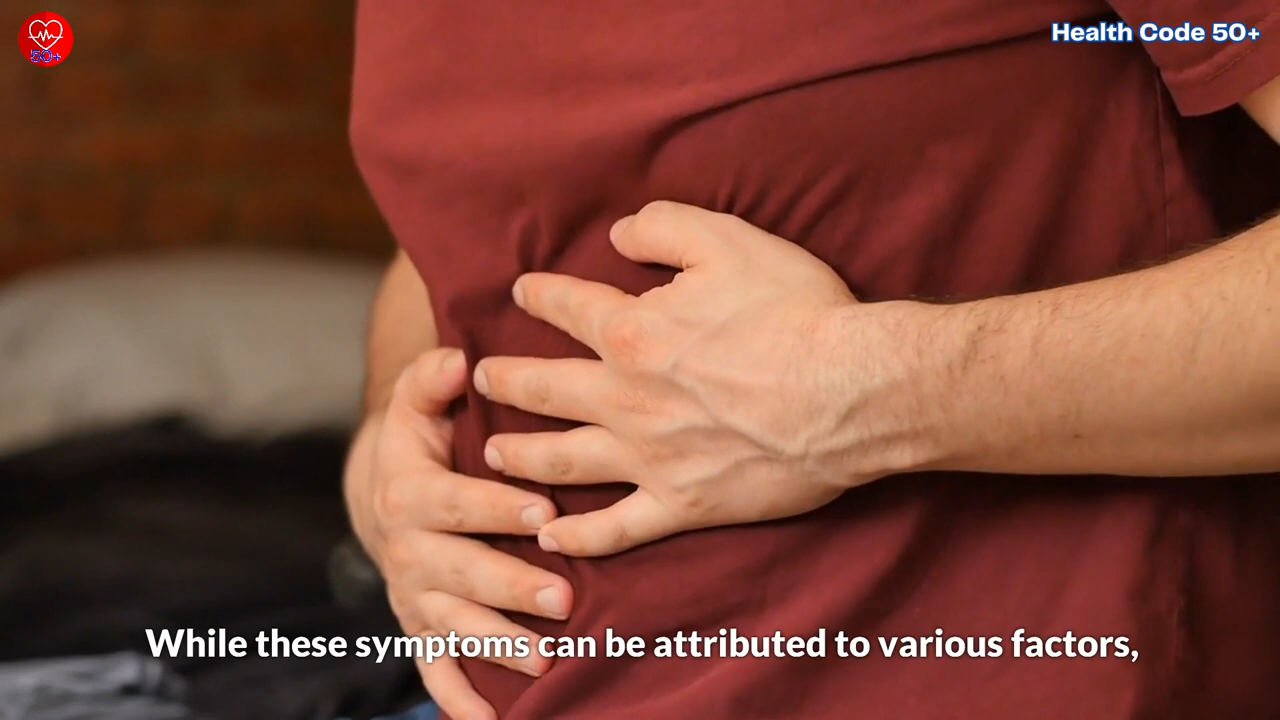 50+
Health Code 50+
While these symptoms can be attributed to various factors,